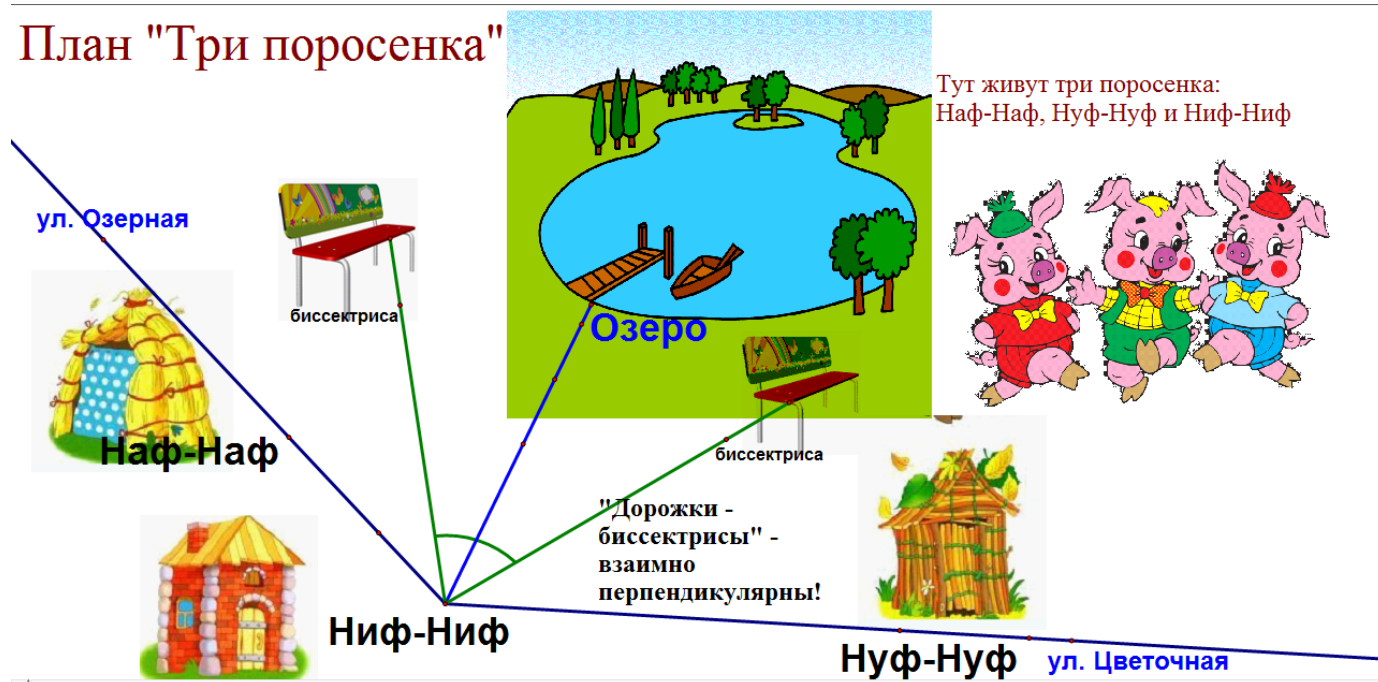 План "Три поросенка"
Тут живут три поросенка:
Наф-Наф, Нуф-Нуф и Ниф-Ниф
ул. Озерная
биссектриса
Озеро
Наф-Наф
биссектриса
"Дорожки -
биссектрисы" -
взаимно
перпендикулярны!
Ниф-Ниф
Нуф-Нуф
ул. Цветочная